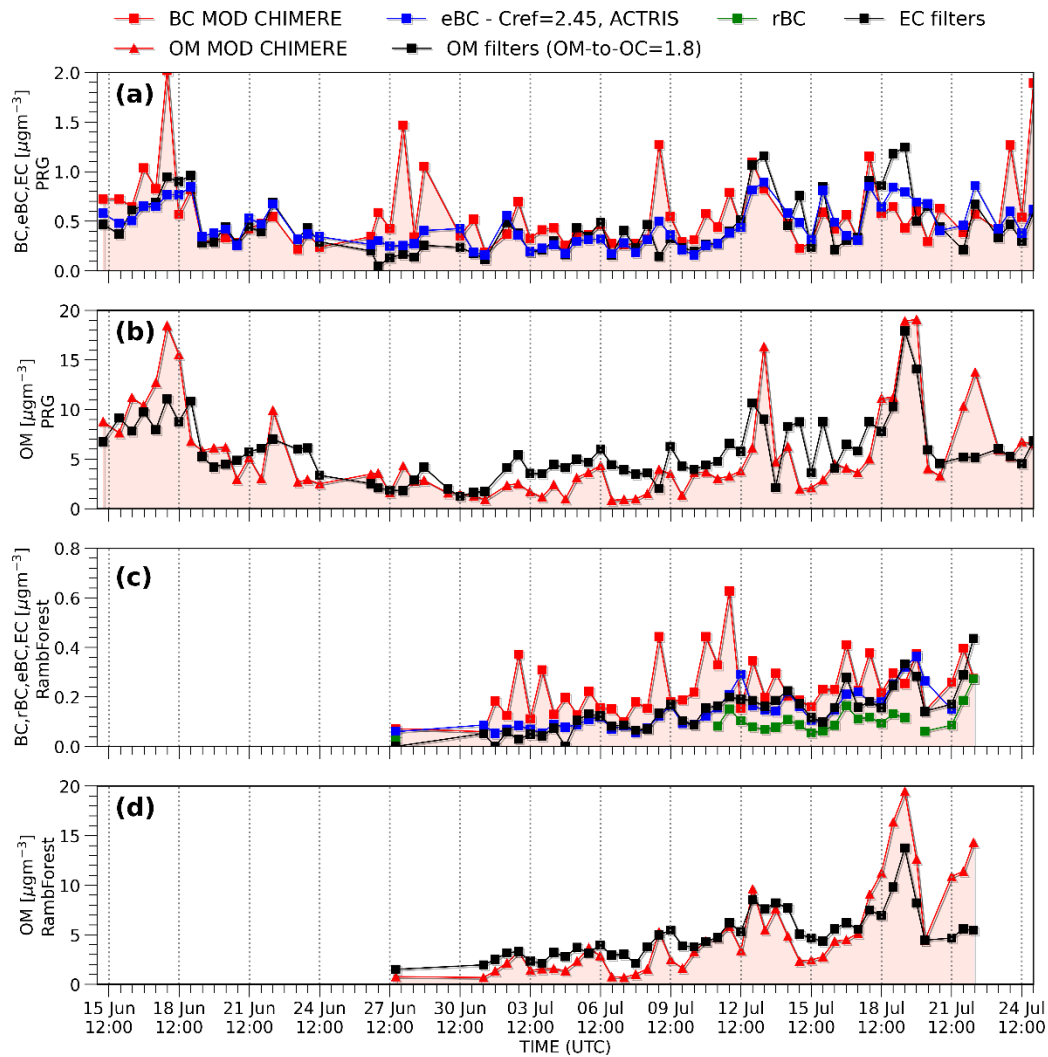 BC MOD CHIMERE eBC - Cref=2.45, ACTRIS rBC EC filters
OM MOD CHIMERE OM filters (OM-to-OC=1.8)
(a)
BC,eBC,EC [μgm⁻³]
PRG
2.0
1.5
1.0
0.5
0.0
(b)
OM [μgm⁻³]
PRG
20
15
10
5
0
(c)
BC,rBC,eBC,EC [μgm⁻³]
RambForest
0.8
0.6
0.4
0.2
0.0
(d)
OM [μgm⁻³]
RambForest
20
15
10
5
0
15 Jun 18 Jun 21 Jun 24 Jun 27 Jun 30 Jun 03 Jul 06 Jul 09 Jul 12 Jul 15 Jul 18 Jul 21 Jul 24 Jul
12:00 12:00 12:00 12:00 12:00 12:00 12:00 12:00 12:00 12:00 12:00 12:00 12:00 12:00
TIME (UTC)